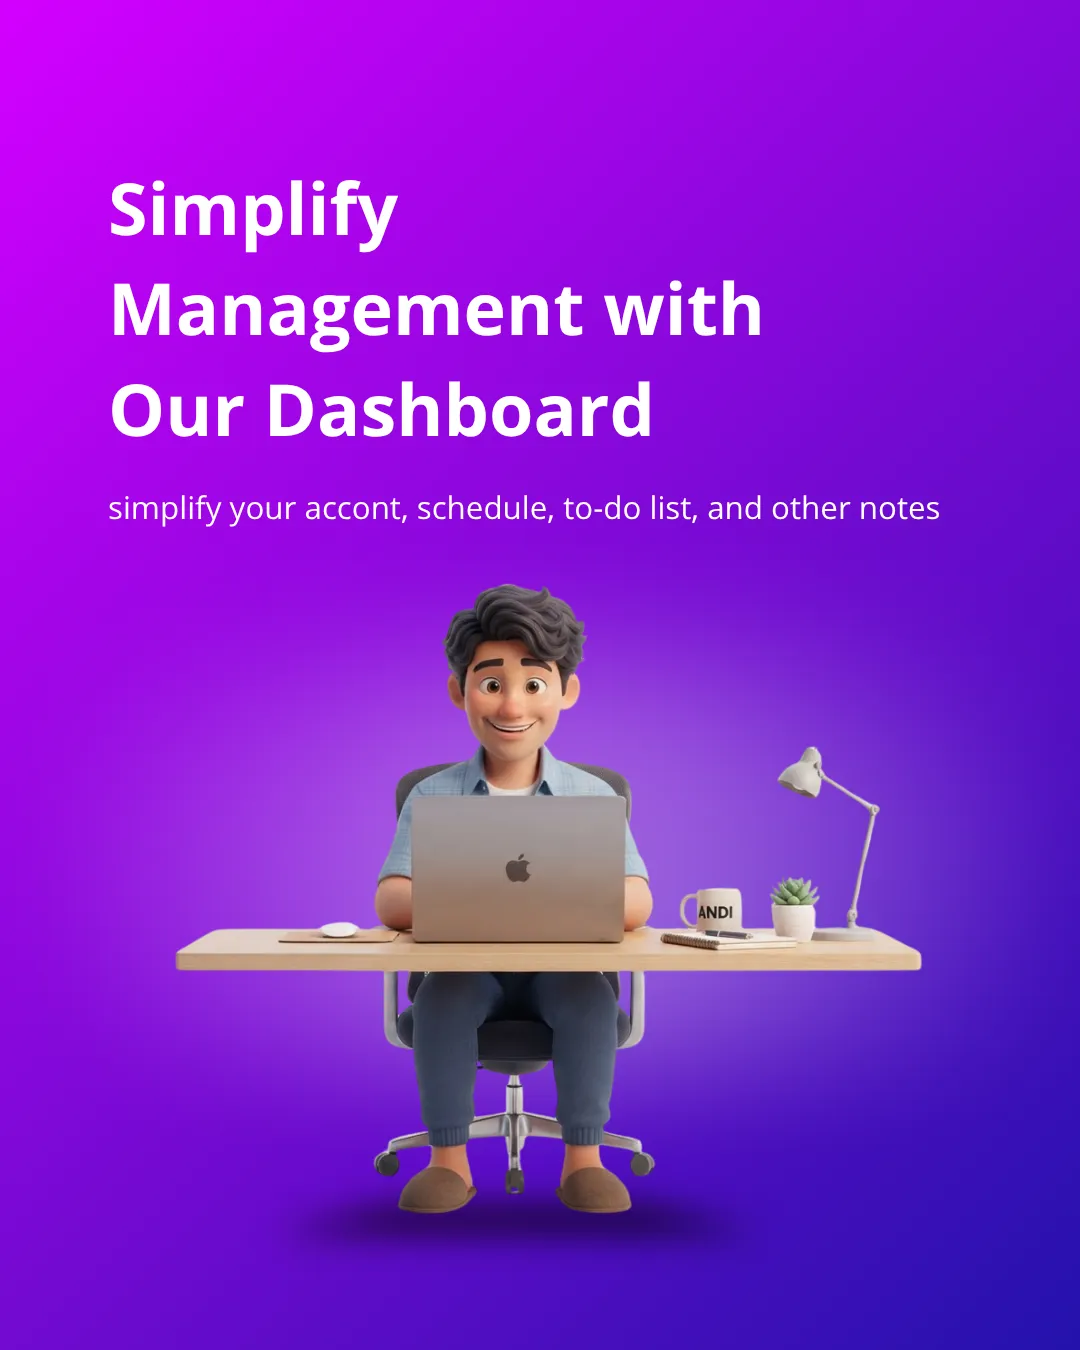 Simplify
Management with
Our Dashboard
simplify your accont, schedule, to-do list, and other notes
ANDI